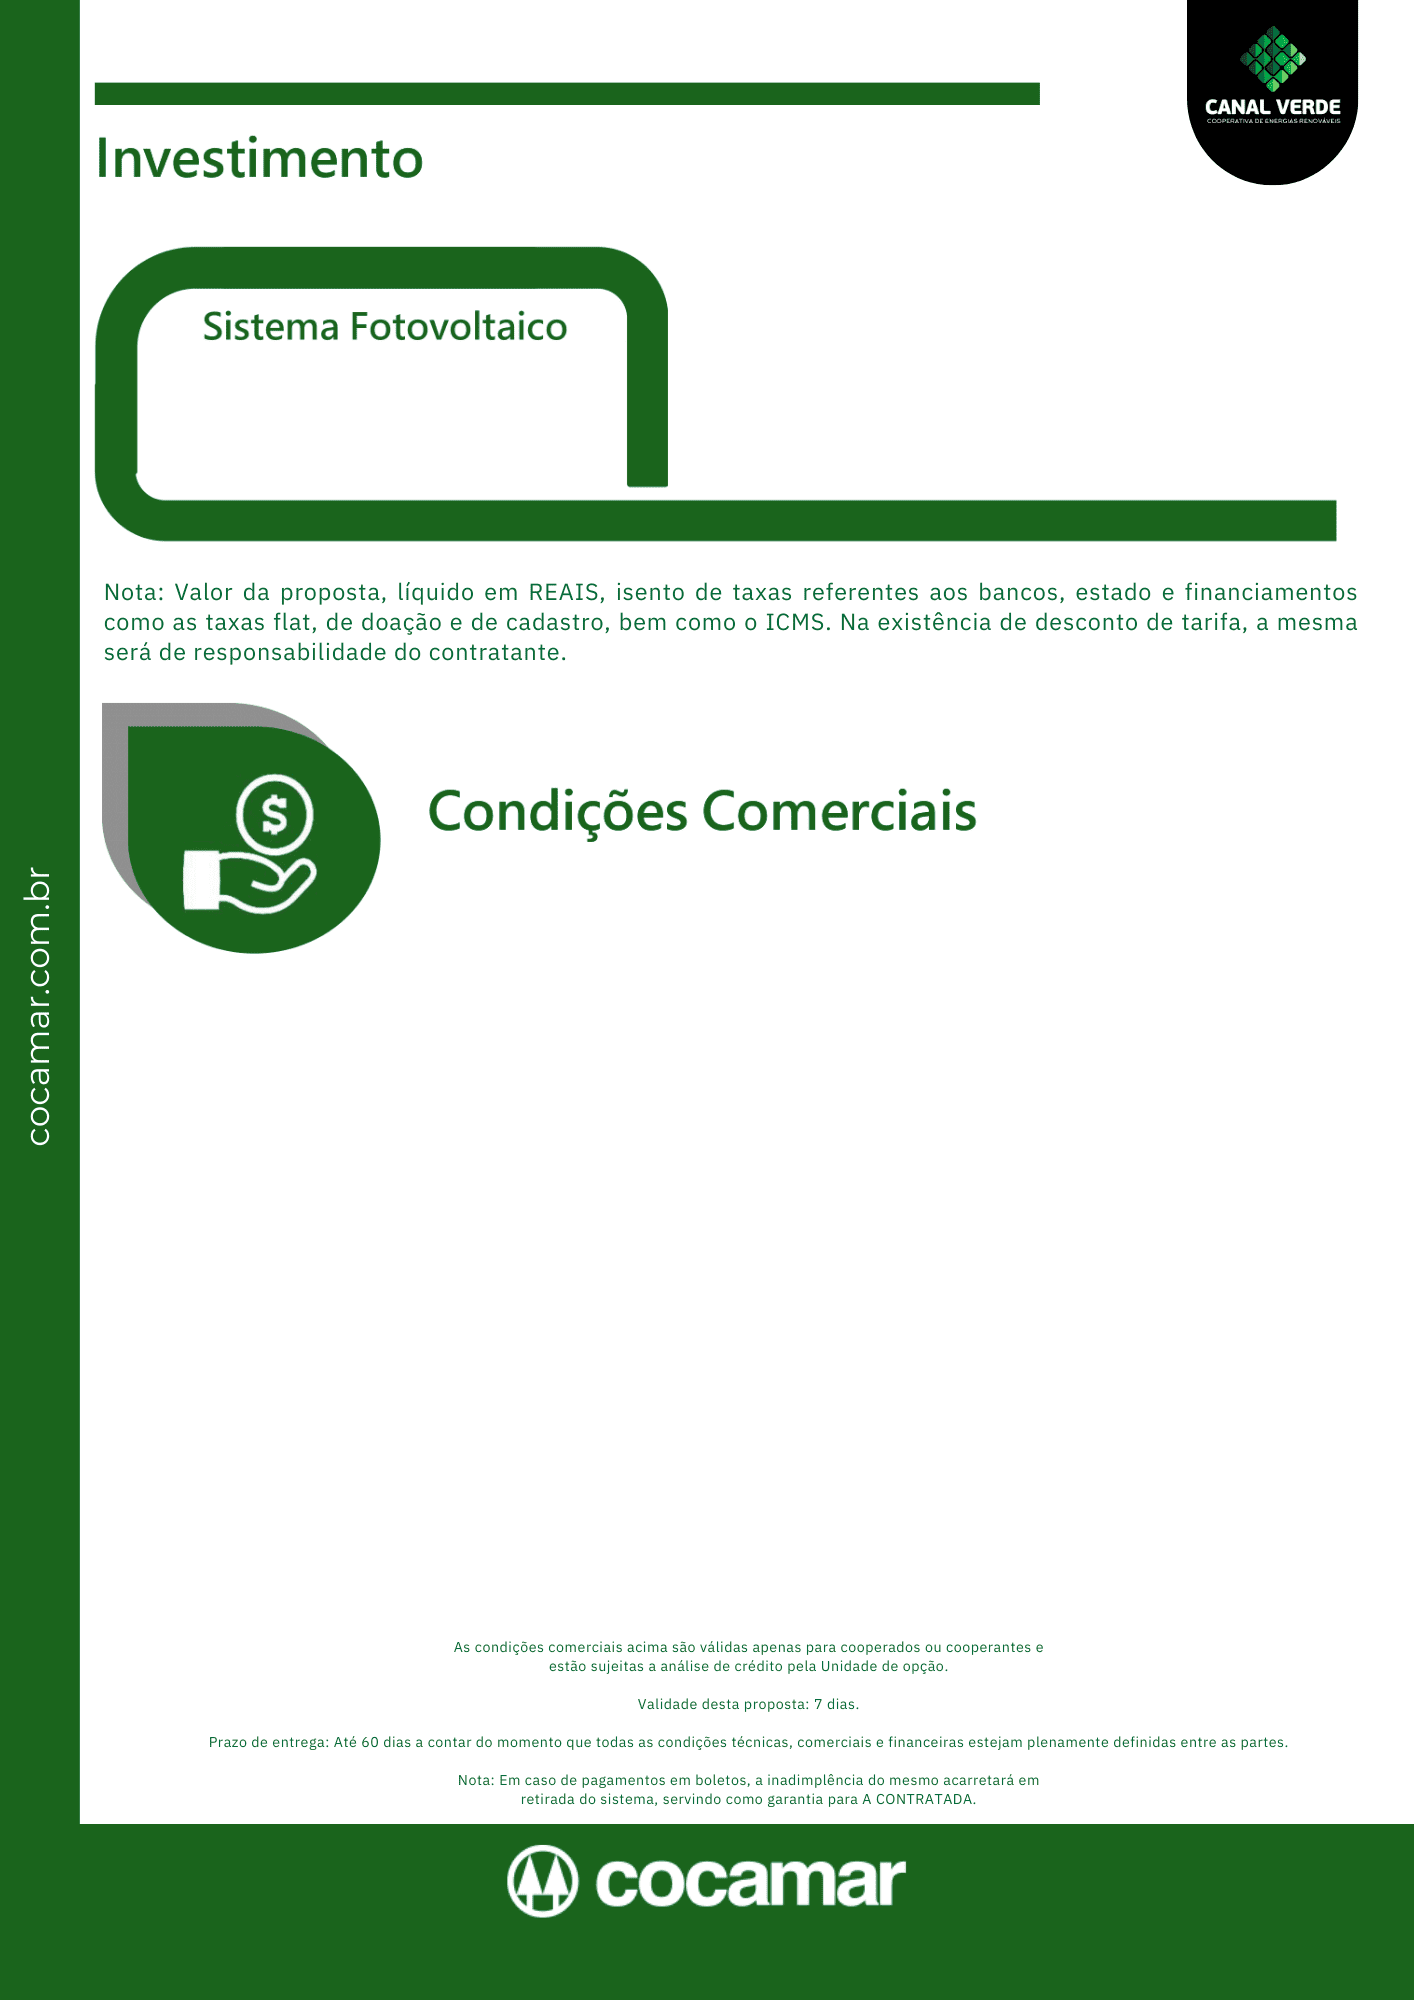 CANAL VERDE
COOPERATIVA DE ENERGIAS RENOVÁVEIS
Investimento
Sistema Fotovoltaico
Nota: Valor da proposta, líquido em REAIS, isento de taxas referentes aos bancos, estado e financiamentos
como as taxas flat, de doação e de cadastro, bem como o ICMS. Na existência de desconto de tarifa, a mesma
será de responsabilidade do contratante.
$
Condições Comerciais
cocamar.com.br
As condições comerciais acima são válidas apenas para cooperados ou cooperantes e
estão sujeitas a análise de crédito pela Unidade de opção.
Validade desta proposta: 7 dias.
Prazo de entrega: Até 60 dias a contar do momento que todas as condições técnicas, comerciais e financeiras estejam plenamente definidas entre as partes.
Nota: Em caso de pagamentos em boletos, a inadimplência do mesmo acarretará em
retirada do sistema, servindo como garantia para A CONTRATADA.
cocamar